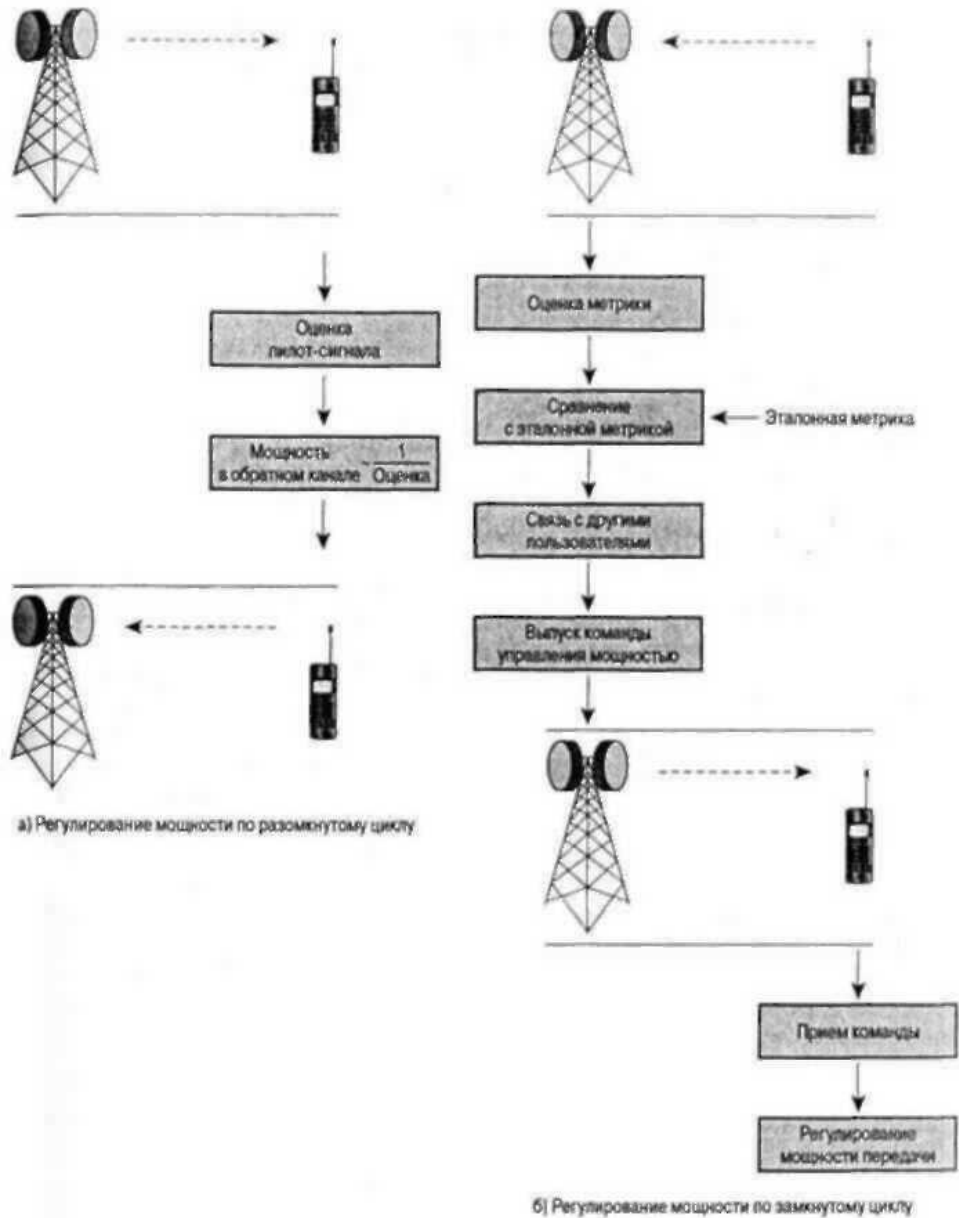 Оценка
пилот-сигнала
Мощность
в обратном канале ~ 1
Оценка
а) Регулирование мощности по разомкнутому циклу
Оценка метрики
Сравнение
с эталонной метрикой
Эталонная метрика
Связь с другими
пользователями
Выпуск команды
управления мощностью
Прием команды
Регулирование
мощности передачи
б) Регулирование мощности по замкнутому циклу